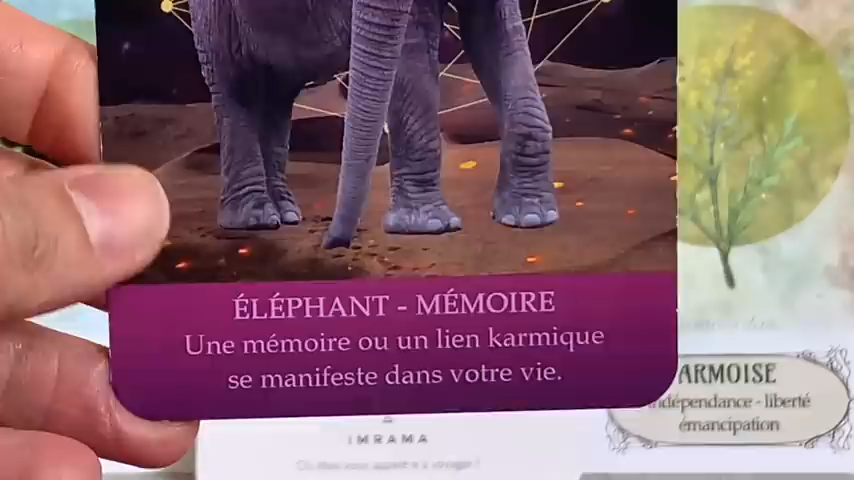 ÉLÉPHANT - MÉMOIRE
Une mémoire ou un lien karmique
se manifeste dans votre vie.
ARMOISE
indépendance - liberté
émancipation
IMRAMA